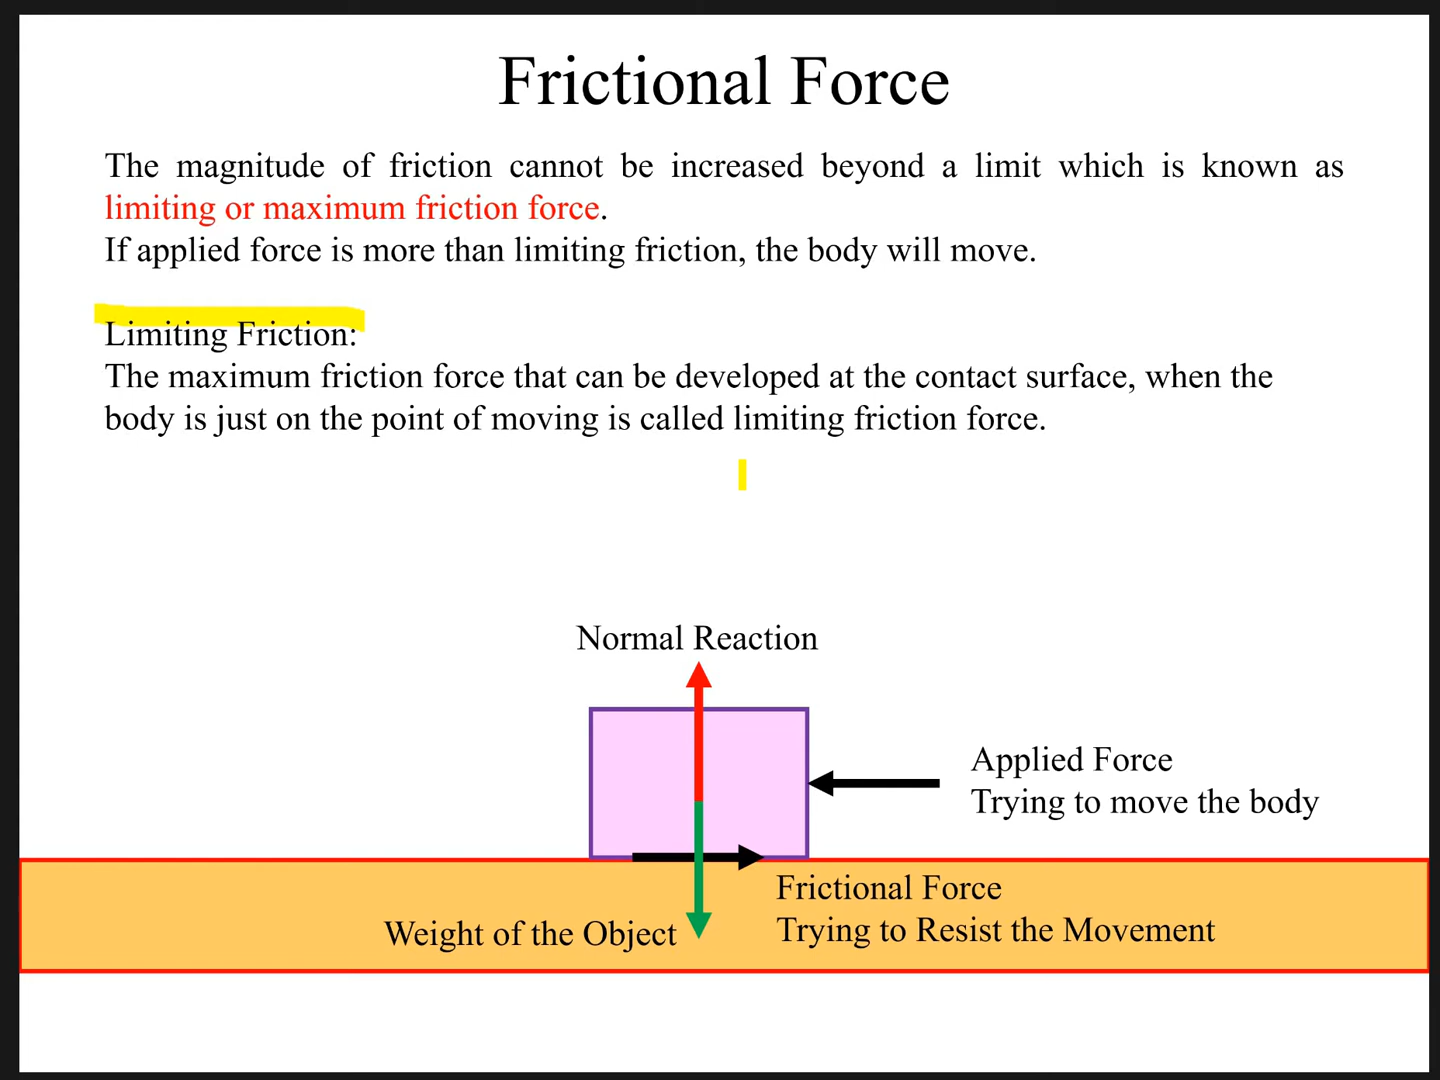 Frictional Force
The magnitude of friction cannot be increased beyond a limit which is known as
limiting or maximum friction force.
If applied force is more than limiting friction, the body will move.
Limiting Friction:
The maximum friction force that can be developed at the contact surface, when the
body is just on the point of moving is called limiting friction force.
Normal Reaction
Applied Force
Trying to move the body
Frictional Force
Trying to Resist the Movement
Weight of the Object